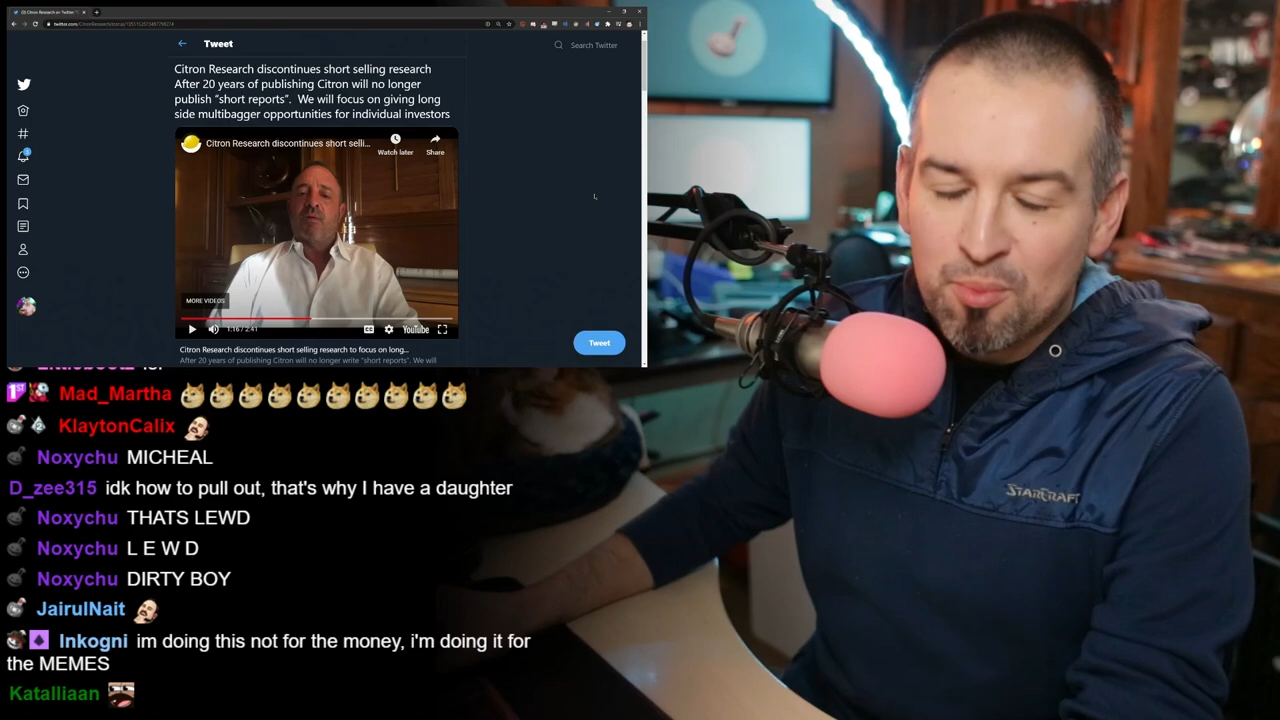 Tweet
Search Twitter
Citron Research discontinues short selling research
After 20 years of publishing Citron will no longer
publish “short reports”. We will focus on giving long
side multibagger opportunities for individual investors
Citron Research discontinues short selli...
Watch later
Share
MORE VIDEOS
1:16 / 2:41
YouTube
Tweet
Citron Research discontinues short selling research to focus on long...
After 20 years of publishing Citron will no longer write “short reports”. We will
1ST Mad_Martha
KlaytonCalix
Noxychu MICHEAL
D_zee315 idk how to pull out, that's why I have a daughter
Noxychu THATS LEWD
Noxychu L E W D
Noxychu DIRTY BOY
JairulNait
Inkogni im doing this not for the money, i'm doing it for
the MEMES
Katalliaan
STARCRAFT